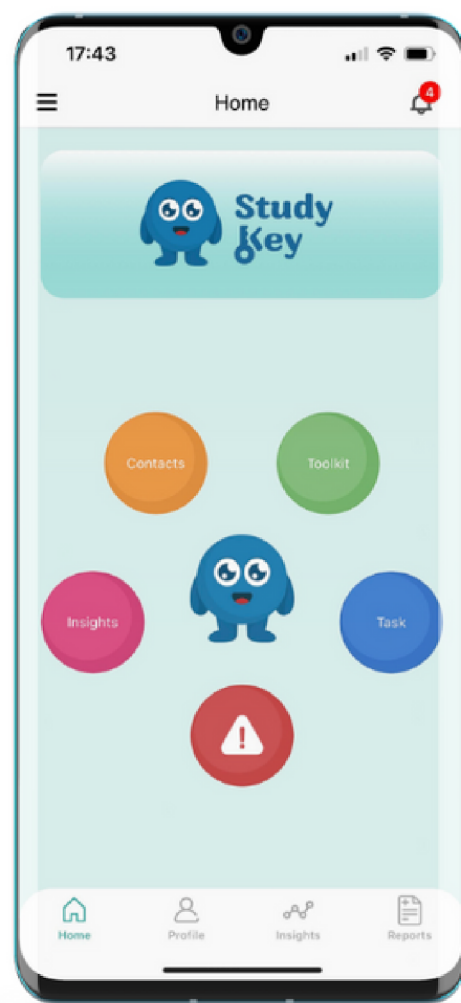 17:43
Home
4
Study
Key
Contacts
Toolkit
Insights
Task
!
Home
Profile
Insights
Reports